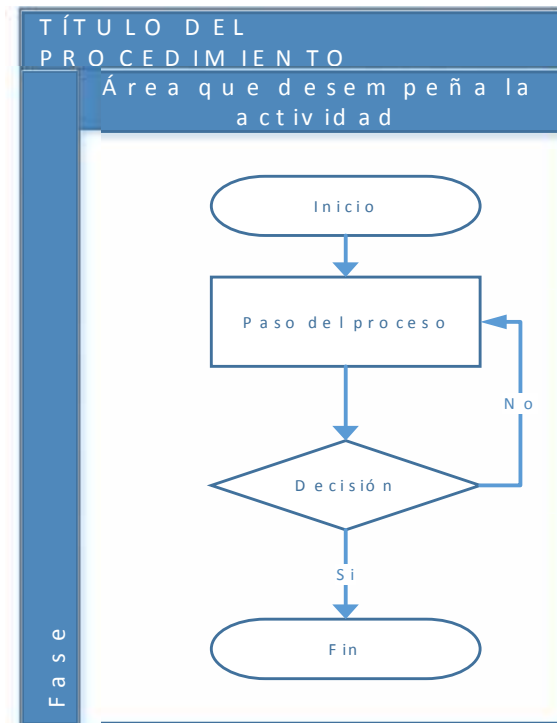 TÍTULO DEL
PROCEDIMIENTO
Área que desempeña la
actividad
Inicio
Paso del proceso
No
Decisión
Si
Fin
Fase